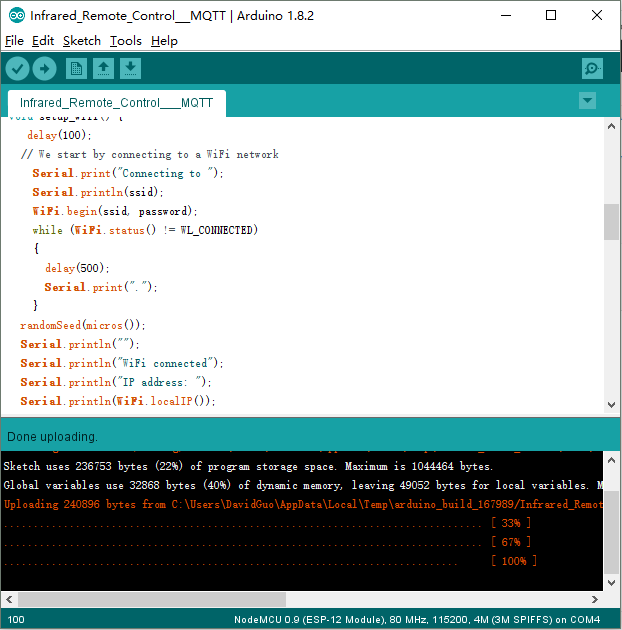 Infrared_Remote_Control___MQTT | Arduino 1.8.2
File Edit Sketch Tools Help
Infrared_Remote_Control___MQTT
void setup_wifi() {
delay(100);
// We start by connecting to a WiFi network
Serial.print("Connecting to ");
Serial.println(ssid);
WiFi.begin(ssid, password);
while (WiFi.status() != WL_CONNECTED)
{
delay(500);
Serial.print(".");
}
randomSeed(micros());
Serial.println("");
Serial.println("WiFi connected");
Serial.println("IP address: ");
Serial.println(WiFi.localIP());
Done uploading.
Sketch uses 236753 bytes (22%) of program storage space. Maximum is 1044464 bytes.
Global variables use 32868 bytes (40%) of dynamic memory, leaving 49052 bytes for local variables. M
Uploading 240896 bytes from C:\Users\DavidGuo\AppData\Local\Temp\arduino_build_167989/Infrared_Remot
................................................................................ [ 33% ]
................................................................................ [ 67% ]
............................................................................ [ 100% ]
100 NodeMCU 0.9 (ESP-12 Module), 80 MHz, 115200, 4M (3M SPIFFS) on COM4